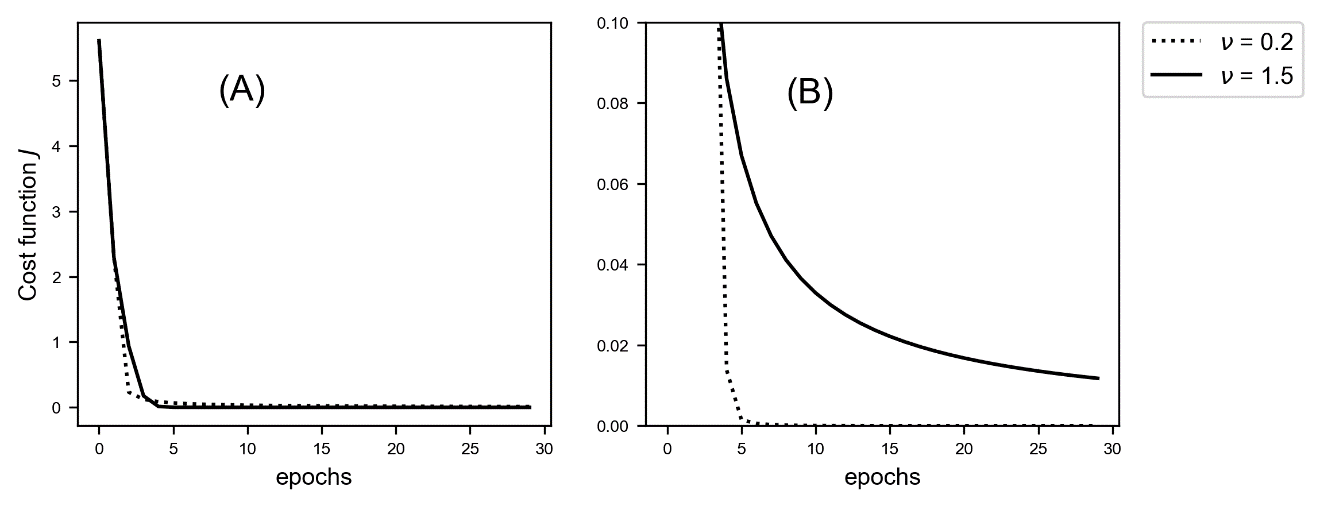 (A)
Cost function J
5
4
3
2
1
0
0 5 10 15 20 25 30
epochs
(B)
0.10
0.08
0.06
0.04
0.02
0.00
0 5 10 15 20 25 30
epochs
ν = 0.2
ν = 1.5